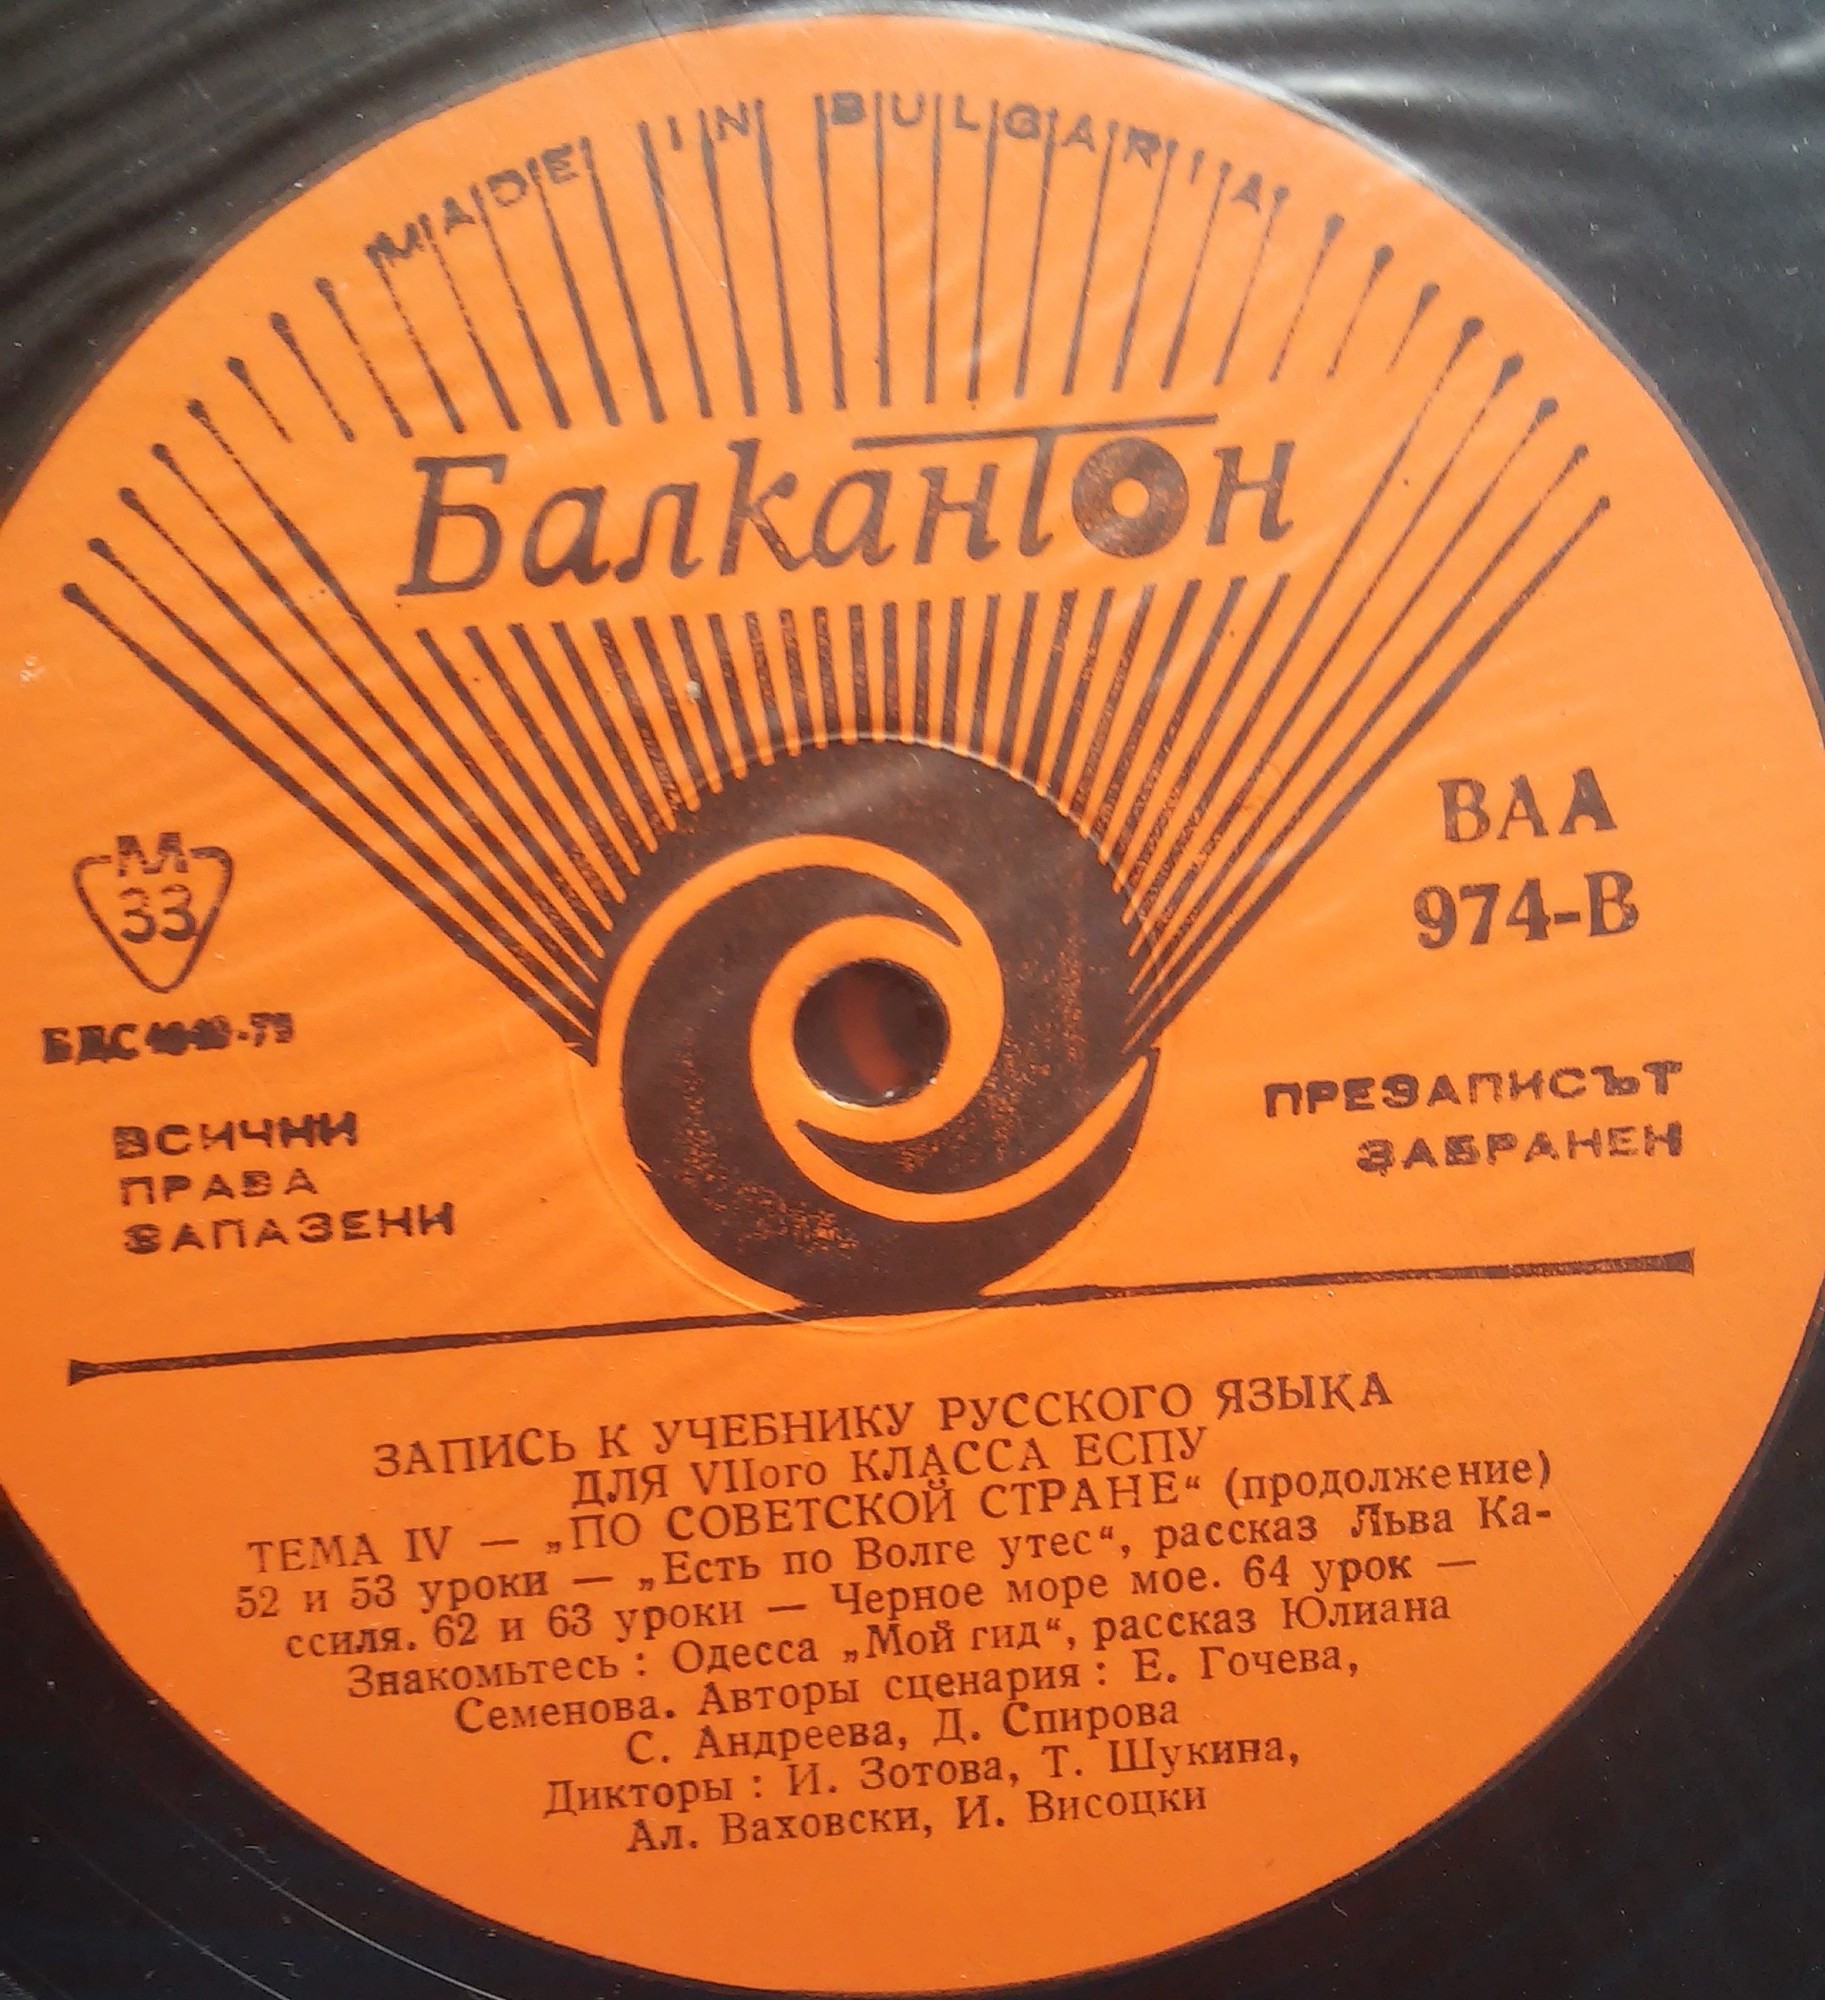 MADE IN BULGARIA
Балкантон
М
33
ВАА
974-В
ВСИЧКИ
ПРАВА
ЗАПАЗЕНИ
ПРЕЗАПИСЪТ
ЗАБРАНЕН
ЗАПИСЬ К УЧЕБНИКУ РУССКОГО ЯЗЫКА
ДЛЯ VIIого КЛАССА ЕСПУ
ТЕМА IV — „ПО СОВЕТСКОЙ СТРАНЕ“ (продолжение)
52 и 53 уроки — „Есть по Волге утес“, рассказ Льва Ка-
ссиля. 62 и 63 уроки — Черное море мое. 64 урок —
Знакомьтесь : Одесса „Мой гид“, рассказ Юлиана
Семенова. Авторы сценария : Е. Гочева,
С. Андреева, Д. Спирова
Дикторы : И. Зотова, Т. Шукина,
Ал. Ваховски, И. Висоцки